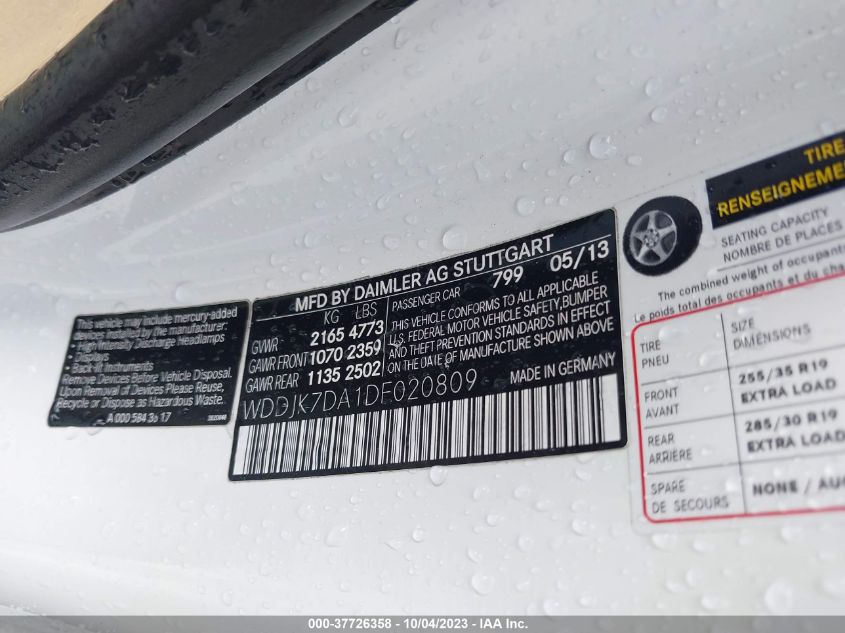 This vehicle may include mercury-added
devices installed by the manufacturer:
- High Intensity Discharge Headlamps
- Displays
- Back-lit Instruments
Remove Devices Before Vehicle Disposal.
Upon Removal of Devices Please Reuse,
Recycle or Dispose as Hazardous Waste.
A 000 584 36 17
MFD BY DAIMLER AG STUTTGART
KG LBS
GVWR 2165 4773
GAWR FRONT 1070 2359
GAWR REAR 1135 2502
PASSENGER CAR 799 05/13
THIS VEHICLE CONFORMS TO ALL APPLICABLE
U.S. FEDERAL MOTOR VEHICLE SAFETY, BUMPER
AND THEFT PREVENTION STANDARDS IN EFFECT
ON THE DATE OF MANUFACTURE SHOWN ABOVE
WDDJK7DA1DF020809
MADE IN GERMANY
TIRE
RENSEIGNEME
SEATING CAPACITY
NOMBRE DE PLACES
The combined weight of occupants
Le poids total des occupants et du cha
TIRE
PNEU
SIZE
DIMENSIONS
FRONT
AVANT
255/35 R19
EXTRA LOAD
REAR
ARRIÈRE
285/30 R19
EXTRA LOAD
SPARE
DE SECOURS
NONE / AUC
000-37726358 - 10/04/2023 - IAA Inc.